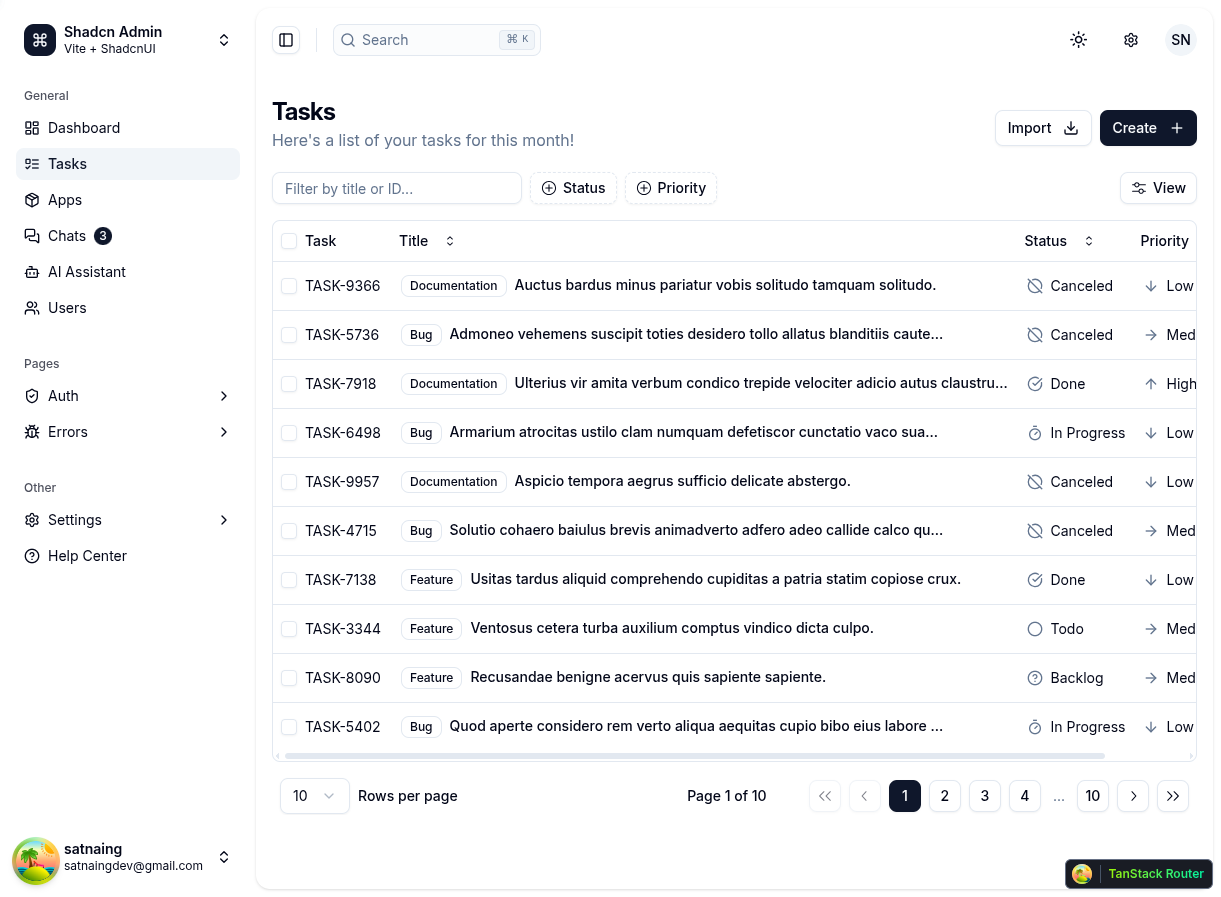 Shadcn Admin
Vite + ShadcnUI
General
Dashboard
Tasks
Apps
Chats 3
AI Assistant
Users
Pages
Auth
Errors
Other
Settings
Help Center
satnaing
satnaingdev@gmail.com
Search ⌘ K
SN
Tasks
Here's a list of your tasks for this month!
Import
Create
Filter by title or ID...
Status
Priority
View
Task Title Status Priority
TASK-9366 Documentation Auctus bardus minus pariatur vobis solitudo tamquam solitudo. Canceled Low
TASK-5736 Bug Admoneo vehemens suscipit toties desidero tollo allatus blanditiis caute... Canceled Med
TASK-7918 Documentation Ulterius vir amita verbum condico trepide velociter adicio autus claustru... Done High
TASK-6498 Bug Armarium atrocitas ustilo clam numquam defetiscor cunctatio vaco sua... In Progress Low
TASK-9957 Documentation Aspicio tempora aegrus sufficio delicate abstergo. Canceled Low
TASK-4715 Bug Solutio cohaero baiulus brevis animadverto adfero adeo callide calco qu... Canceled Med
TASK-7138 Feature Usitas tardus aliquid comprehendo cupiditas a patria statim copiose crux. Done Low
TASK-3344 Feature Ventosus cetera turba auxilium comptus vindico dicta culpo. Todo Med
TASK-8090 Feature Recusandae benigne acervus quis sapiente sapiente. Backlog Med
TASK-5402 Bug Quod aperte considero rem verto aliqua aequitas cupio bibo eius labore ... In Progress Low
10 Rows per page Page 1 of 10 1 2 3 4 ... 10
TanStack Router